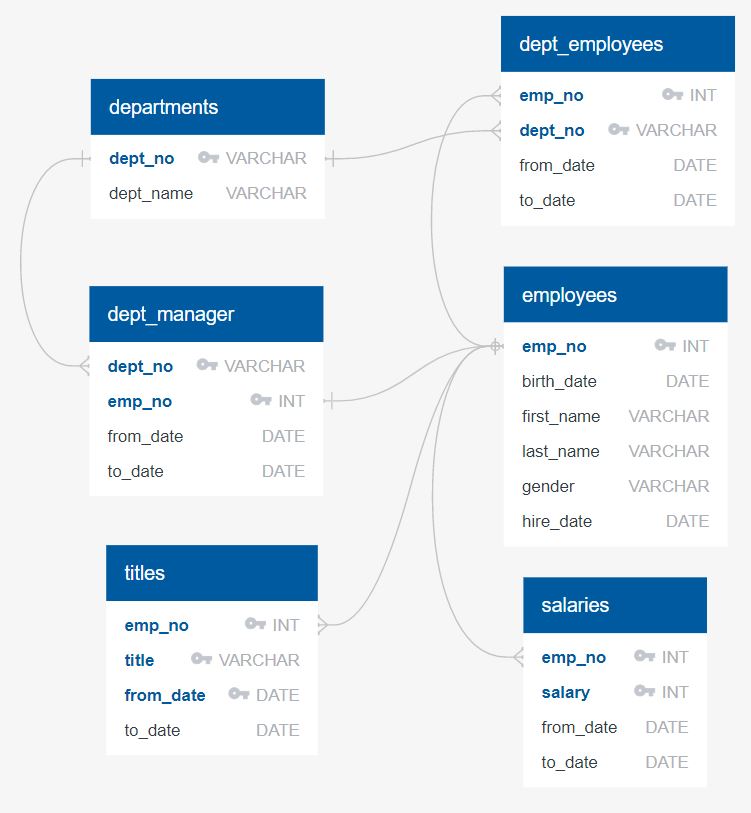 departments
dept_no VARCHAR
dept_name VARCHAR
dept_manager
dept_no VARCHAR
emp_no INT
from_date DATE
to_date DATE
titles
emp_no INT
title VARCHAR
from_date DATE
to_date DATE
dept_employees
emp_no INT
dept_no VARCHAR
from_date DATE
to_date DATE
employees
emp_no INT
birth_date DATE
first_name VARCHAR
last_name VARCHAR
gender VARCHAR
hire_date DATE
salaries
emp_no INT
salary INT
from_date DATE
to_date DATE